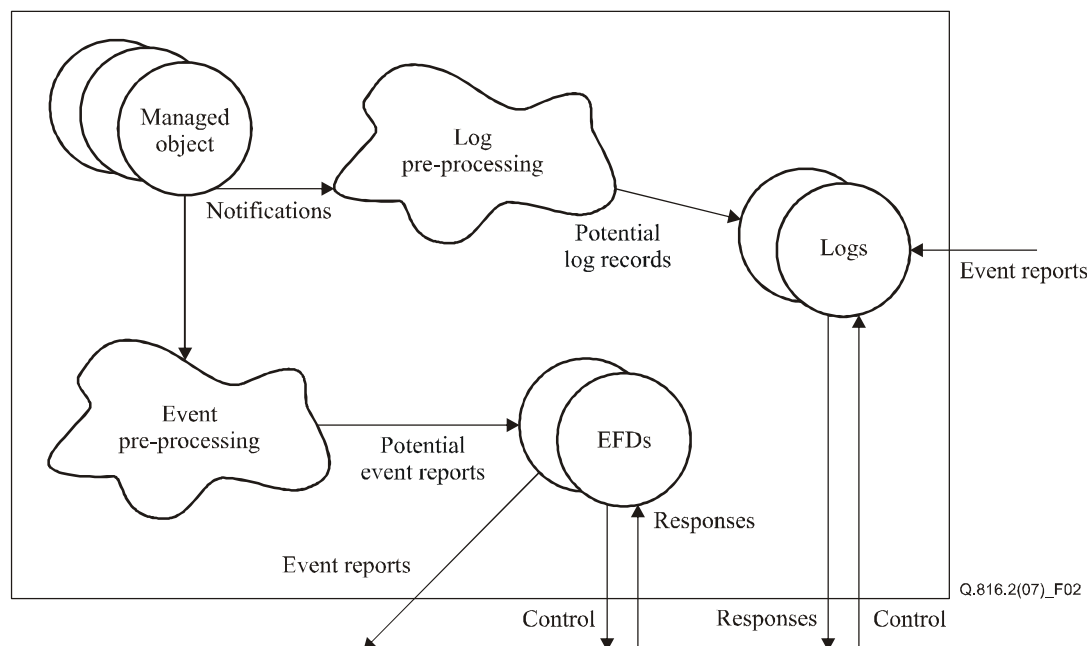 Managed
object
Log
pre-processing
Notifications
Potential
log records
Logs
Event reports
Event
pre-processing
Potential
event reports
EFDs
Responses
Event reports
Q.816.2(07)_F02
Control
Responses
Control